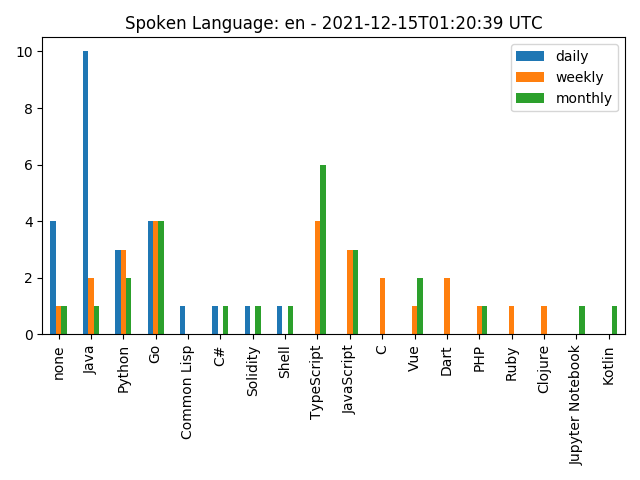 Spoken Language: en - 2021-12-15T01:20:39 UTC
daily
weekly
monthly
10
8
6
4
2
0
none
Java
Python
Go
Common Lisp
C#
Solidity
Shell
TypeScript
JavaScript
C
Vue
Dart
PHP
Ruby
Clojure
Jupyter Notebook
Kotlin